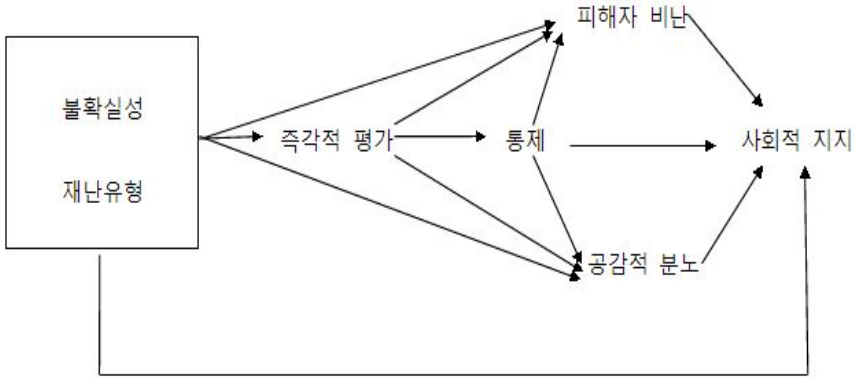 피해자 비난
불확실성
즉각적 평가
통제
사회적 지지
재난유형
공감적 분노